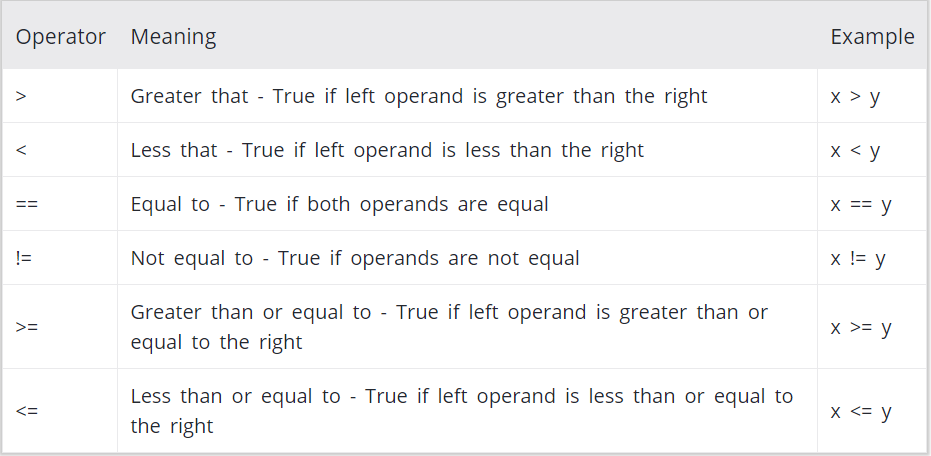 Operator Meaning Example
> Greater that - True if left operand is greater than the right x > y
< Less that - True if left operand is less than the right x < y
== Equal to - True if both operands are equal x == y
!= Not equal to - True if operands are not equal x != y
>= Greater than or equal to - True if left operand is greater than or
equal to the right x >= y
<= Less than or equal to - True if left operand is less than or equal to
the right x <= y